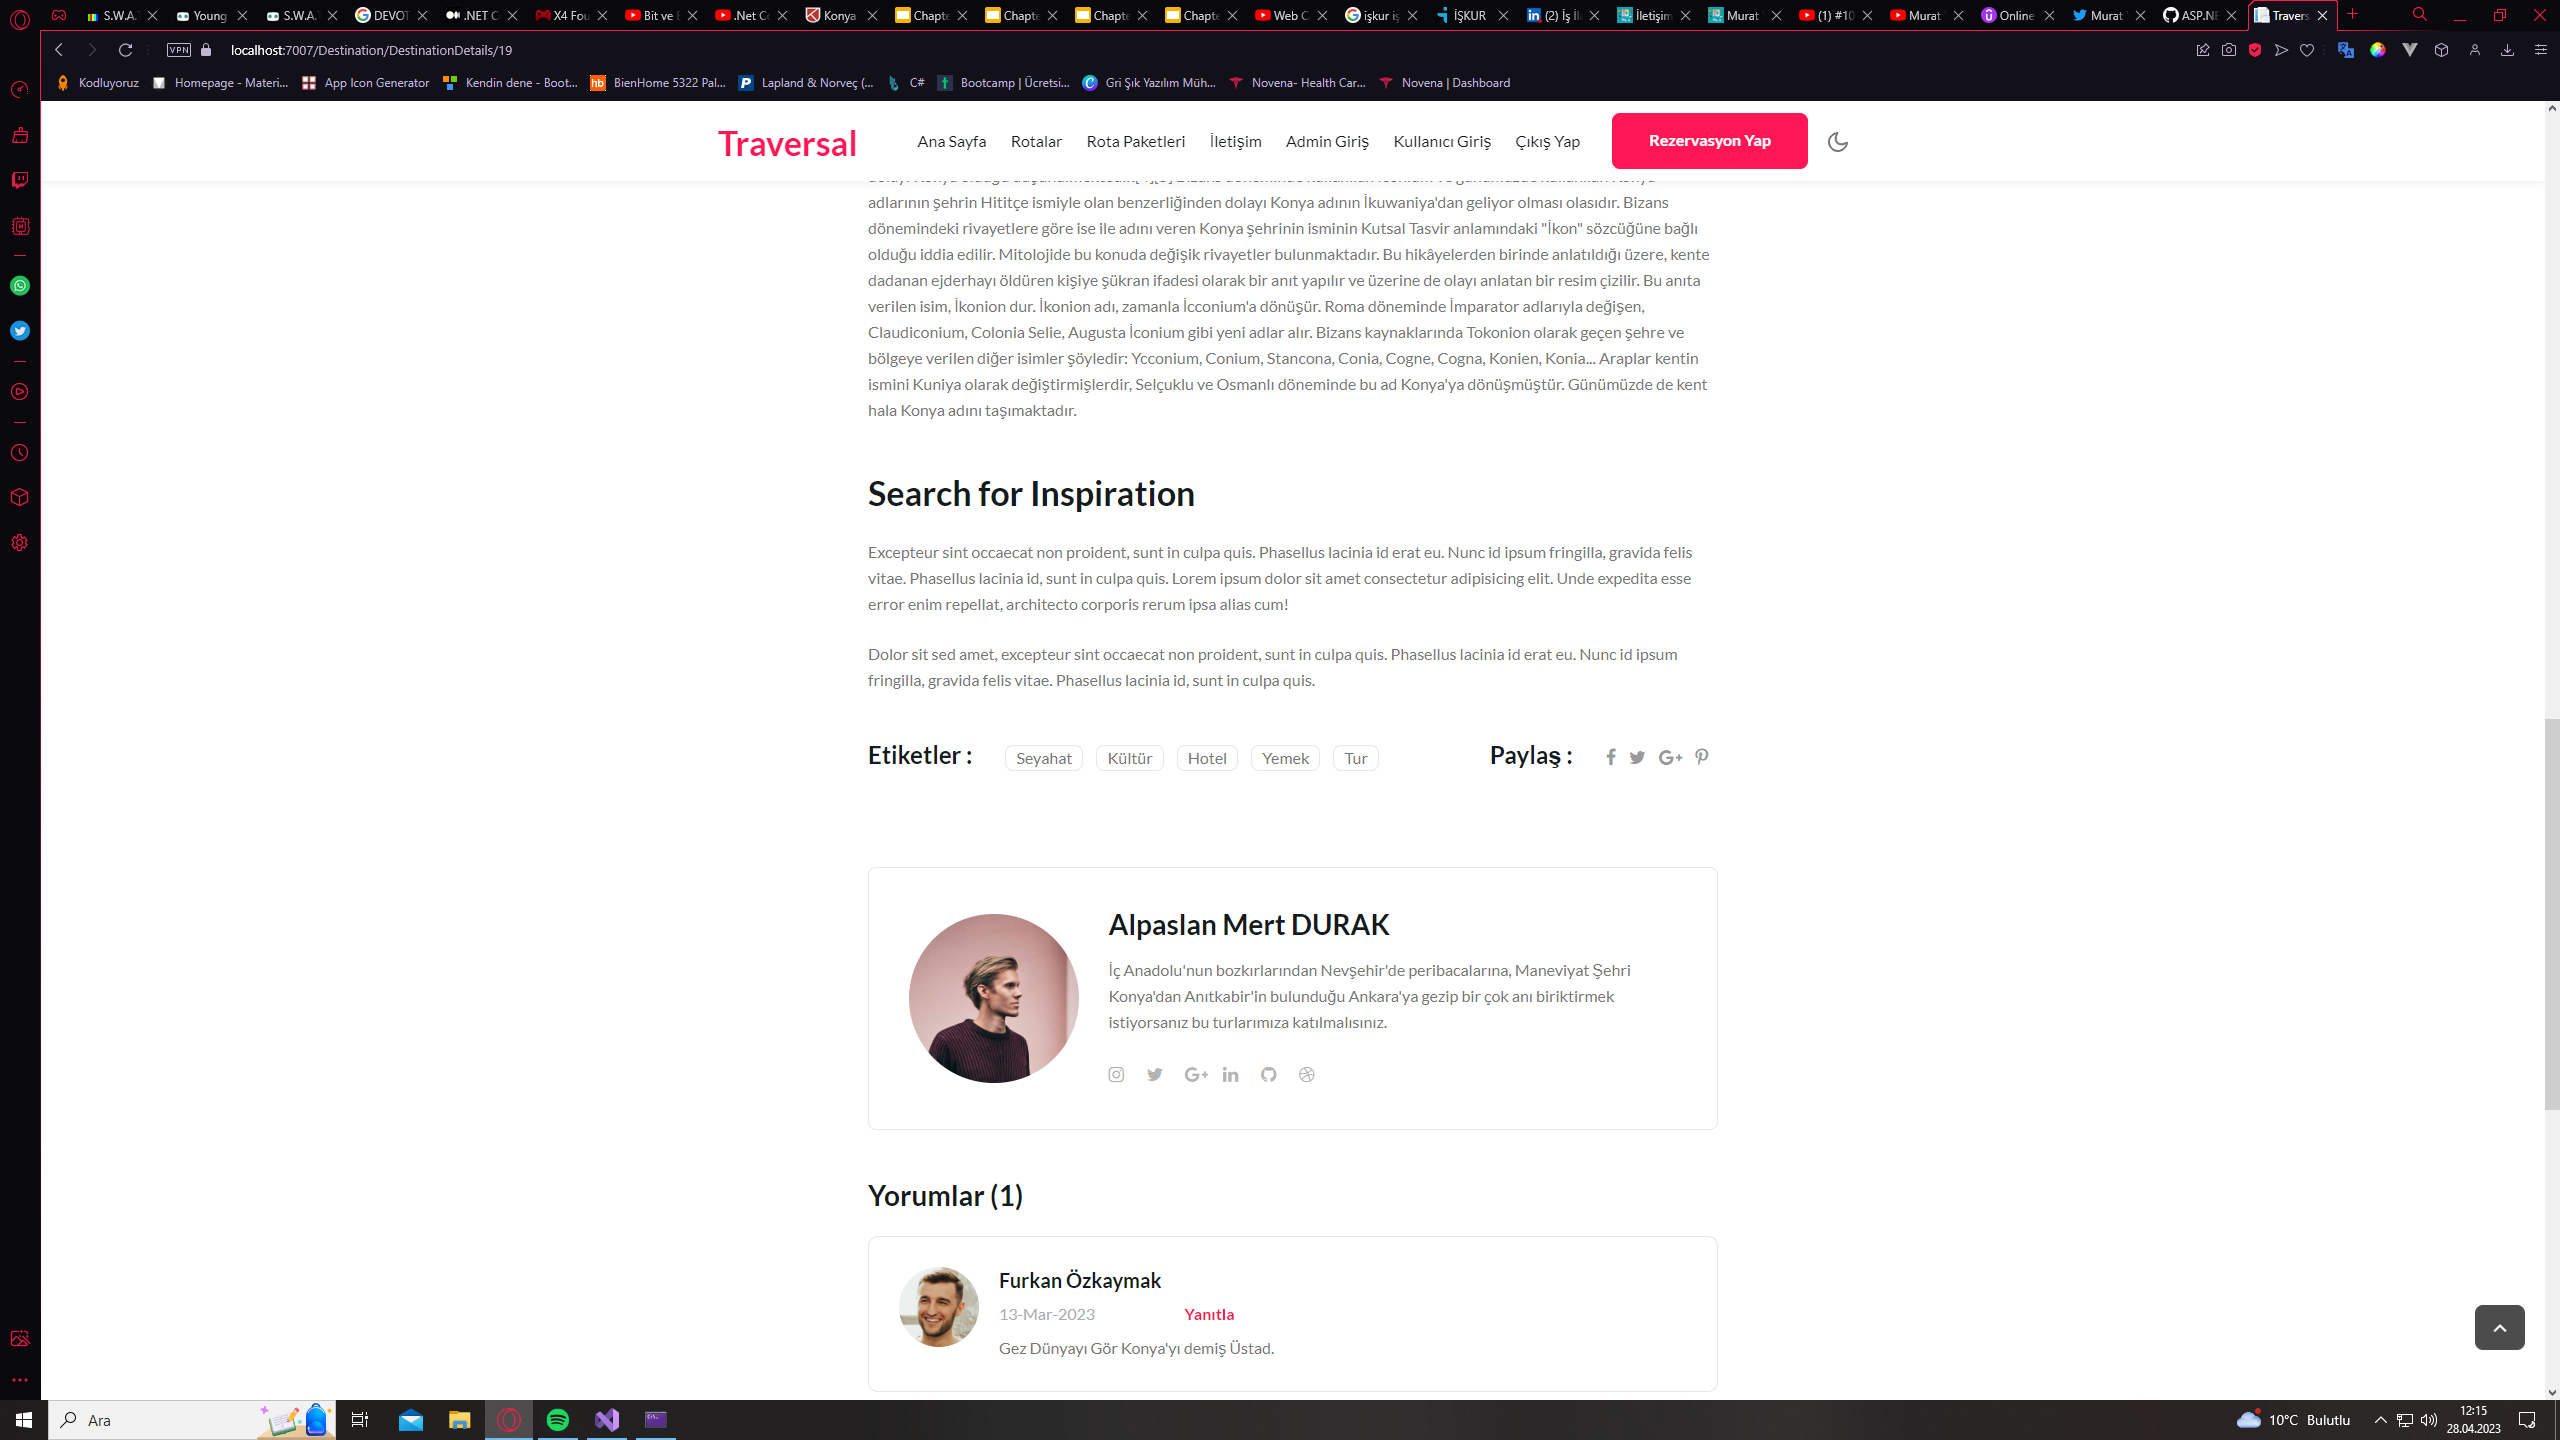 S.W.A.
Young
S.W.A.
DEVOT
.NET C
X4 Fou
Bit ve
.Net C
Konya
Chapte
Chapte
Chapte
Chapte
Web C
işkur iş
İŞKUR
(2) İş İl
İletişim
Murat
(1) #10
Murat
Online
Murat
ASP.NE
Travers
VPN
localhost:7007/Destination/DestinationDetails/19
Kodluyoruz
Homepage - Materi...
App Icon Generator
Kendin dene - Boot...
BienHome 5322 Pal...
Lapland & Norveç (...
C#
Bootcamp | Ücretsi...
Gri Şık Yazılım Müh...
Novena- Health Car...
Novena | Dashboard
Traversal
Ana Sayfa
Rotalar
Rota Paketleri
İletişim
Admin Giriş
Kullanıcı Giriş
Çıkış Yap
Rezervasyon Yap
adlarının şehrin Hititçe ismiyle olan benzerliğinden dolayı Konya adının İkuwaniya'dan geliyor olması olasıdır. Bizans
dönemindeki rivayetlere göre ise ile adını veren Konya şehrinin isminin Kutsal Tasvir anlamındaki "İkon" sözcüğüne bağlı
olduğu iddia edilir. Mitolojide bu konuda değişik rivayetler bulunmaktadır. Bu hikâyelerden birinde anlatıldığı üzere, kente
dadanan ejderhayı öldüren kişiye şükran ifadesi olarak bir anıt yapılır ve üzerine de olayı anlatan bir resim çizilir. Bu anıta
verilen isim, İkonion dur. İkonion adı, zamanla İcconium'a dönüşür. Roma döneminde İmparator adlarıyla değişen,
Claudiconium, Colonia Selie, Augusta İconium gibi yeni adlar alır. Bizans kaynaklarında Tokonion olarak geçen şehre ve
bölgeye verilen diğer isimler şöyledir: Ycconium, Conium, Stancona, Conia, Cogne, Cogna, Konien, Konia... Araplar kentin
ismini Kuniya olarak değiştirmişlerdir, Selçuklu ve Osmanlı döneminde bu ad Konya'ya dönüşmüştür. Günümüzde de kent
hala Konya adını taşımaktadır.
Search for Inspiration
Excepteur sint occaecat non proident, sunt in culpa quis. Phasellus lacinia id erat eu. Nunc id ipsum fringilla, gravida felis
vitae. Phasellus lacinia id, sunt in culpa quis. Lorem ipsum dolor sit amet consectetur adipisicing elit. Unde expedita esse
error enim repellat, architecto corporis rerum ipsa alias cum!
Dolor sit sed amet, excepteur sint occaecat non proident, sunt in culpa quis. Phasellus lacinia id erat eu. Nunc id ipsum
fringilla, gravida felis vitae. Phasellus lacinia id, sunt in culpa quis.
Etiketler :
Seyahat
Kültür
Hotel
Yemek
Tur
Paylaş :
Alpaslan Mert DURAK
İç Anadolu'nun bozkırlarından Nevşehir'de peribacalarına, Maneviyat Şehri
Konya'dan Anıtkabir'in bulunduğu Ankara'ya gezip bir çok anı biriktirmek
istiyorsanız bu turlarımıza katılmalısınız.
Yorumlar (1)
Furkan Özkaymak
13-Mar-2023
Yanıtla
Gez Dünyayı Gör Konya'yı demiş Üstad.
Ara
10°C Bulutlu
12:15
28.04.2023